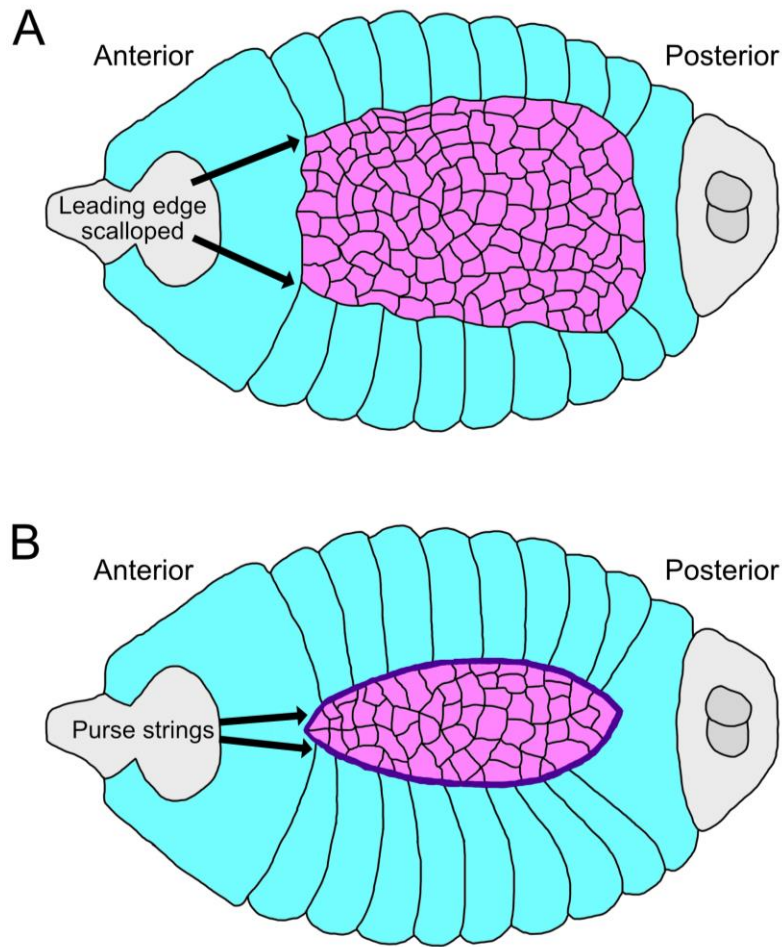 A
Anterior
Posterior
Leading edge
scalloped
B
Anterior
Posterior
Purse strings